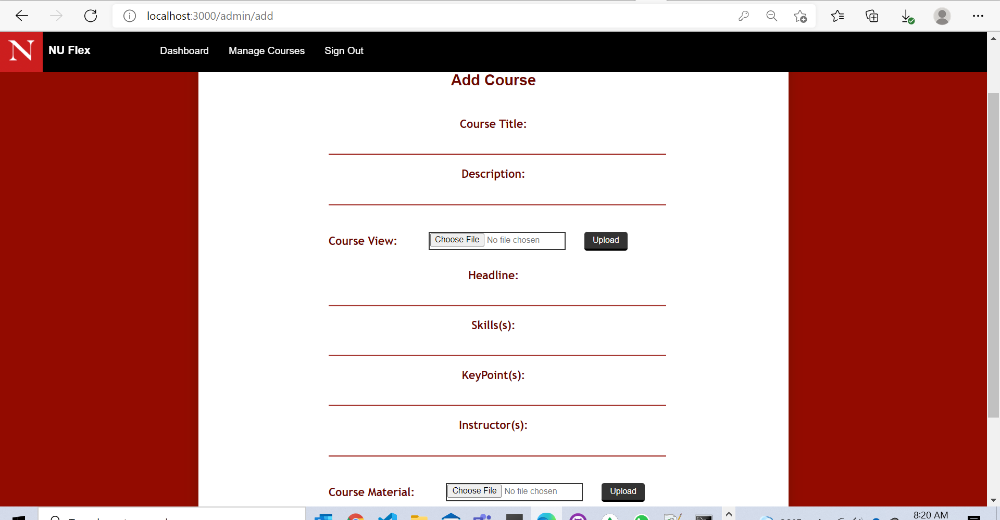 localhost:3000/admin/add
N NU Flex Dashboard Manage Courses Sign Out
Add Course
Course Title:
Description:
Course View: Choose File No file chosen Upload
Headline:
Skills(s):
KeyPoint(s):
Instructor(s):
Course Material: Choose File No file chosen Upload
8:20 AM